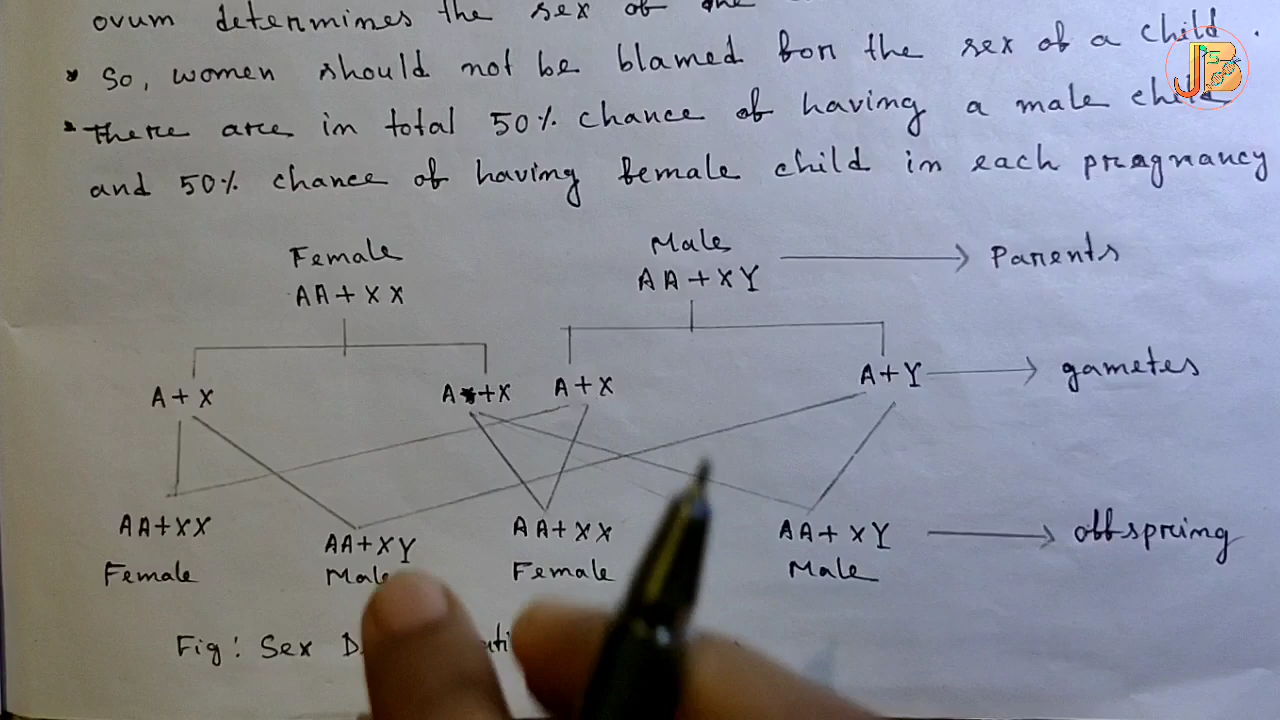 ovum determines the sex of the
* So, women should not be blamed for the sex of a child.
* There are in total 50% chance of having a male child
and 50% chance of having female child in each pregnancy
Female Male Parents
AA+XX AA+XY
A+X A+X A+X A+Y gametes
AA+XX AA+XY AA+XX AA+XY offspring
Female Male Female Male
Fig: Sex
JB